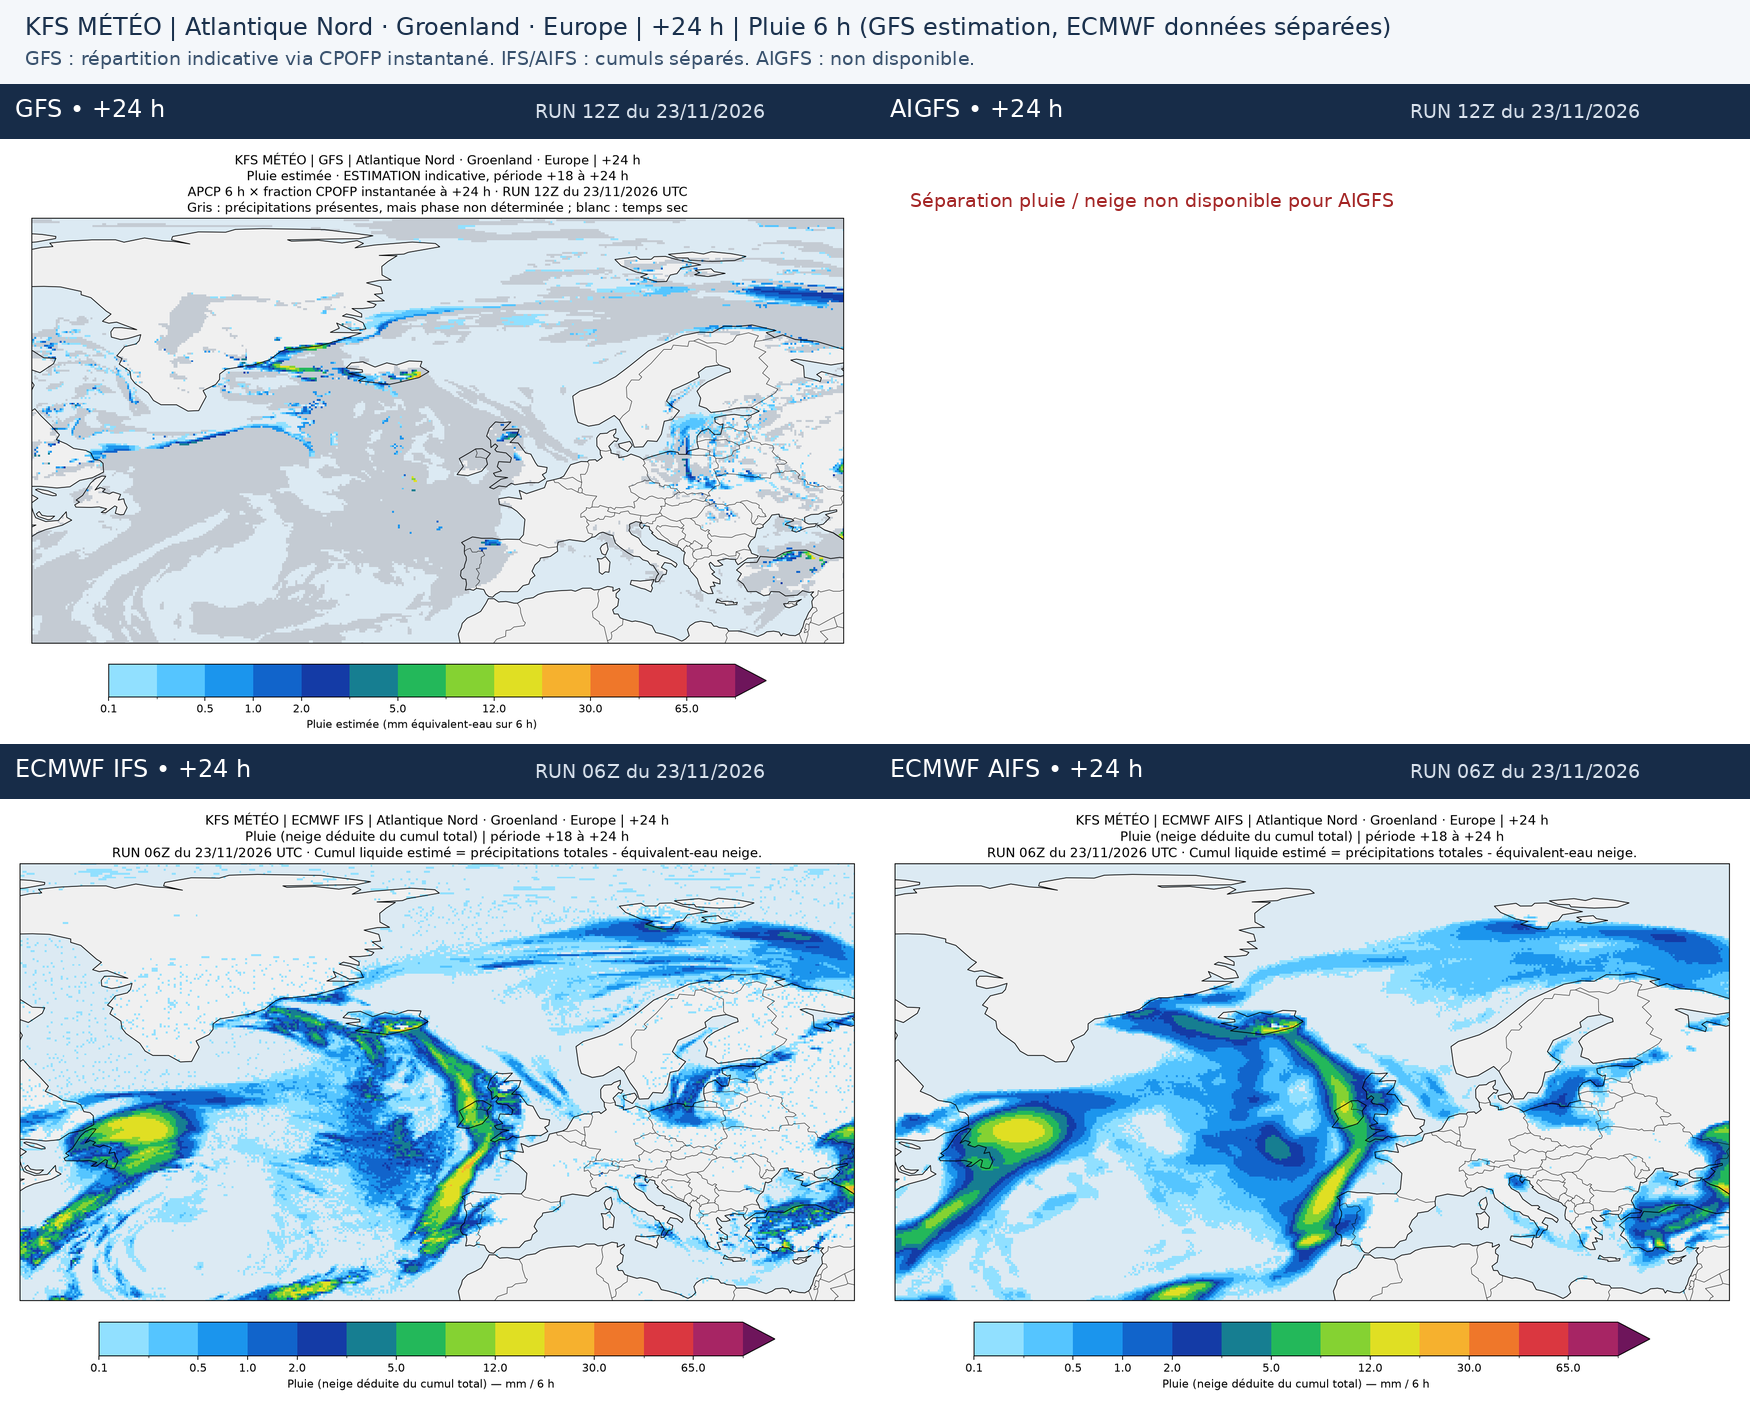 KFS MÉTÉO | Atlantique Nord · Groenland · Europe | +24 h | Pluie 6 h (GFS estimation, ECMWF données séparées)
GFS : répartition indicative via CPOFP instantané. IFS/AIFS : cumuls séparés. AIGFS : non disponible.
GFS • +24 h
RUN 12Z du 23/11/2026
AIGFS • +24 h
RUN 12Z du 23/11/2026
KFS MÉTÉO | GFS | Atlantique Nord · Groenland · Europe | +24 h
Pluie estimée · ESTIMATION indicative, période +18 à +24 h
APCP 6 h × fraction CPOFP instantanée à +24 h · RUN 12Z du 23/11/2026 UTC
Gris : précipitations présentes, mais phase non déterminée ; blanc : temps sec
Séparation pluie / neige non disponible pour AIGFS
0.1 0.5 1.0 2.0 5.0 12.0 30.0 65.0
Pluie estimée (mm équivalent-eau sur 6 h)
ECMWF IFS • +24 h
RUN 06Z du 23/11/2026
ECMWF AIFS • +24 h
RUN 06Z du 23/11/2026
KFS MÉTÉO | ECMWF IFS | Atlantique Nord · Groenland · Europe | +24 h
Pluie (neige déduite du cumul total) | période +18 à +24 h
RUN 06Z du 23/11/2026 UTC · Cumul liquide estimé = précipitations totales - équivalent-eau neige.
KFS MÉTÉO | ECMWF AIFS | Atlantique Nord · Groenland · Europe | +24 h
Pluie (neige déduite du cumul total) | période +18 à +24 h
RUN 06Z du 23/11/2026 UTC · Cumul liquide estimé = précipitations totales - équivalent-eau neige.
0.1 0.5 1.0 2.0 5.0 12.0 30.0 65.0
Pluie (neige déduite du cumul total) — mm / 6 h
0.1 0.5 1.0 2.0 5.0 12.0 30.0 65.0
Pluie (neige déduite du cumul total) — mm / 6 h